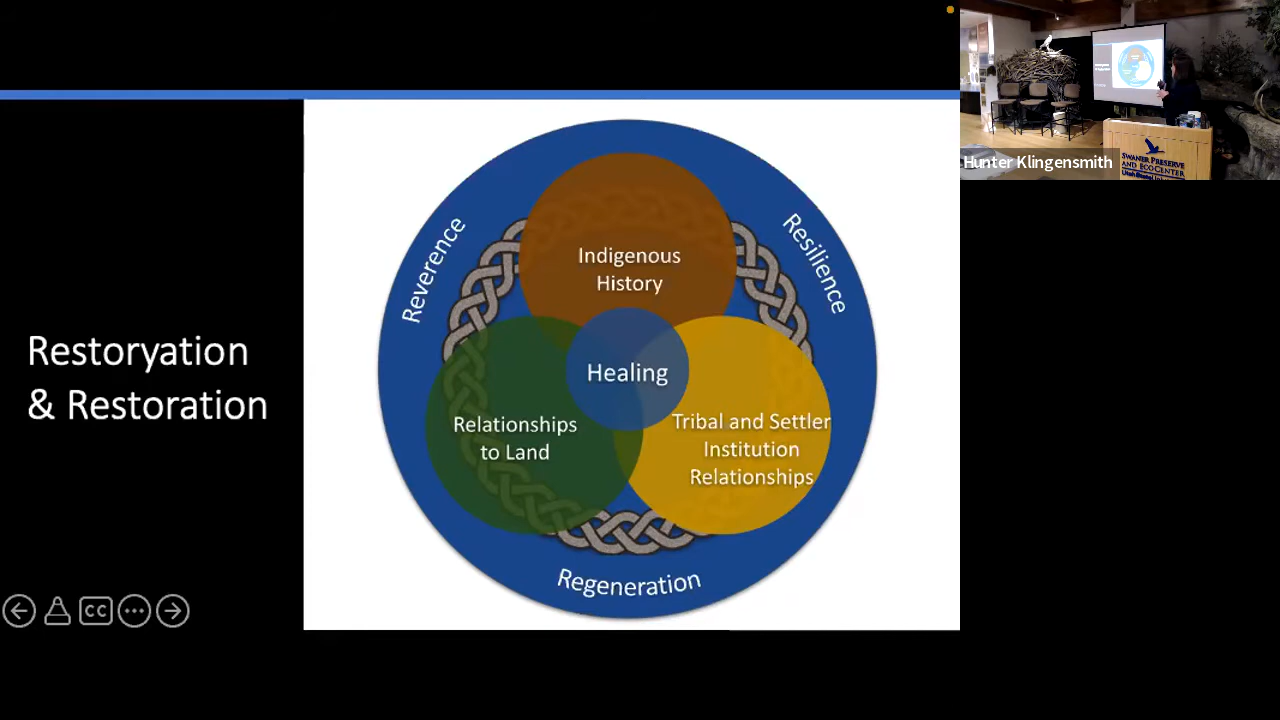 Restoryation
& Restoration
Reverence
Resilience
Indigenous
History
Healing
Relationships
to Land
Tribal and Settler
Institution
Relationships
Regeneration
CC
Hunter Klingensmith
SWANER PRESERVE
AND ECOCENTER